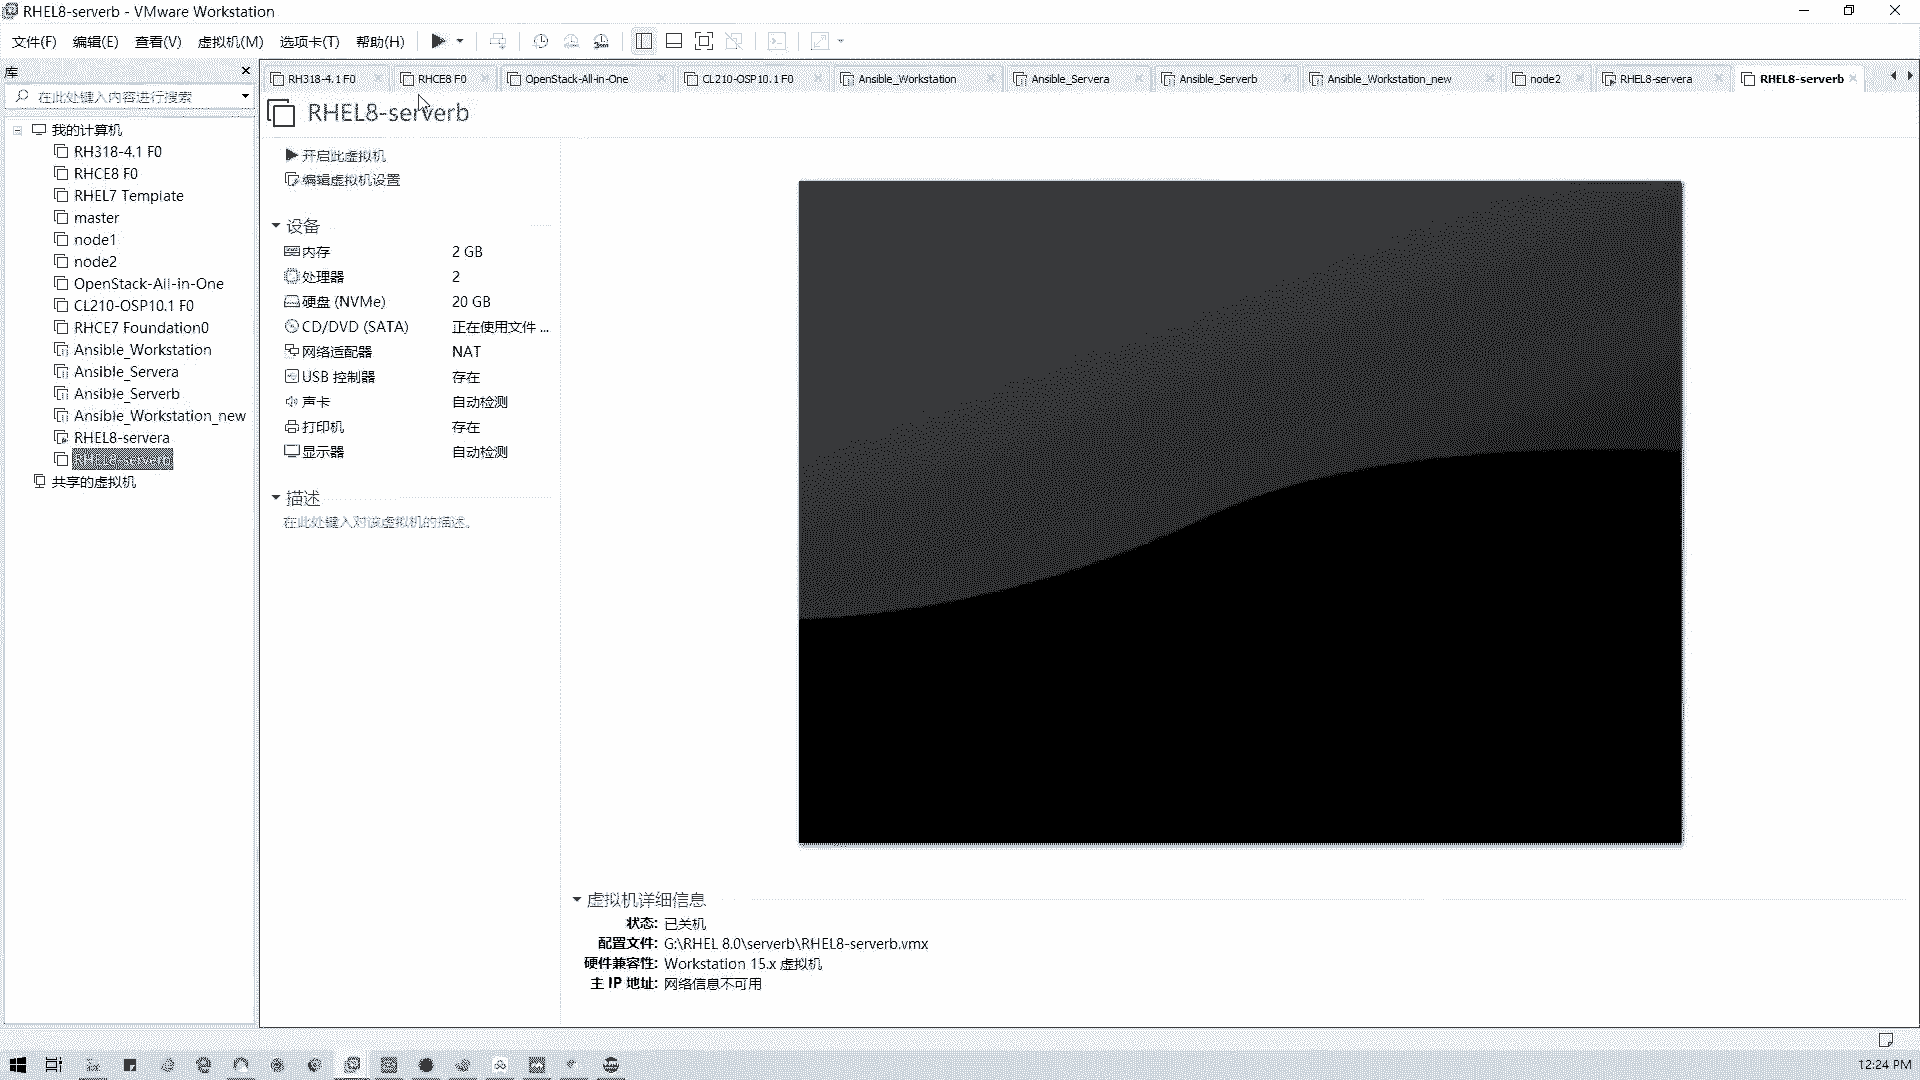 RHEL8-serverb - VMware Workstation
文件(F) 编辑(E) 查看(V) 虚拟机(M) 选项卡(T) 帮助(H)
库
在此处键入内容进行搜索
我的计算机
RH318-4.1 F0
RHCE8 F0
RHEL7 Template
master
node1
node2
OpenStack-All-in-One
CL210-OSP10.1 F0
RHCE7 Foundation0
Ansible_Workstation
Ansible_Servera
Ansible_Serverb
Ansible_Workstation_new
RHEL8-servera
RHEL8-serverb
共享的虚拟机
RH318-4.1 F0 RHCE8 F0 OpenStack-All-in-One CL210-OSP10.1 F0 Ansible_Workstation Ansible_Servera Ansible_Serverb Ansible_Workstation_new node2 RHEL8-servera RHEL8-serverb
RHEL8-serverb
开启此虚拟机
编辑虚拟机设置
设备
内存 2 GB
处理器 2
硬盘 (NVMe) 20 GB
CD/DVD (SATA) 正在使用文件 ...
网络适配器 NAT
USB 控制器 存在
声卡 自动检测
打印机 存在
显示器 自动检测
描述
在此处键入对该虚拟机的描述。
虚拟机详细信息
状态: 已关机
配置文件: G:\RHEL 8.0\serverb\RHEL8-serverb.vmx
硬件兼容性: Workstation 15.x 虚拟机
主 IP 地址: 网络信息不可用
12:24 PM